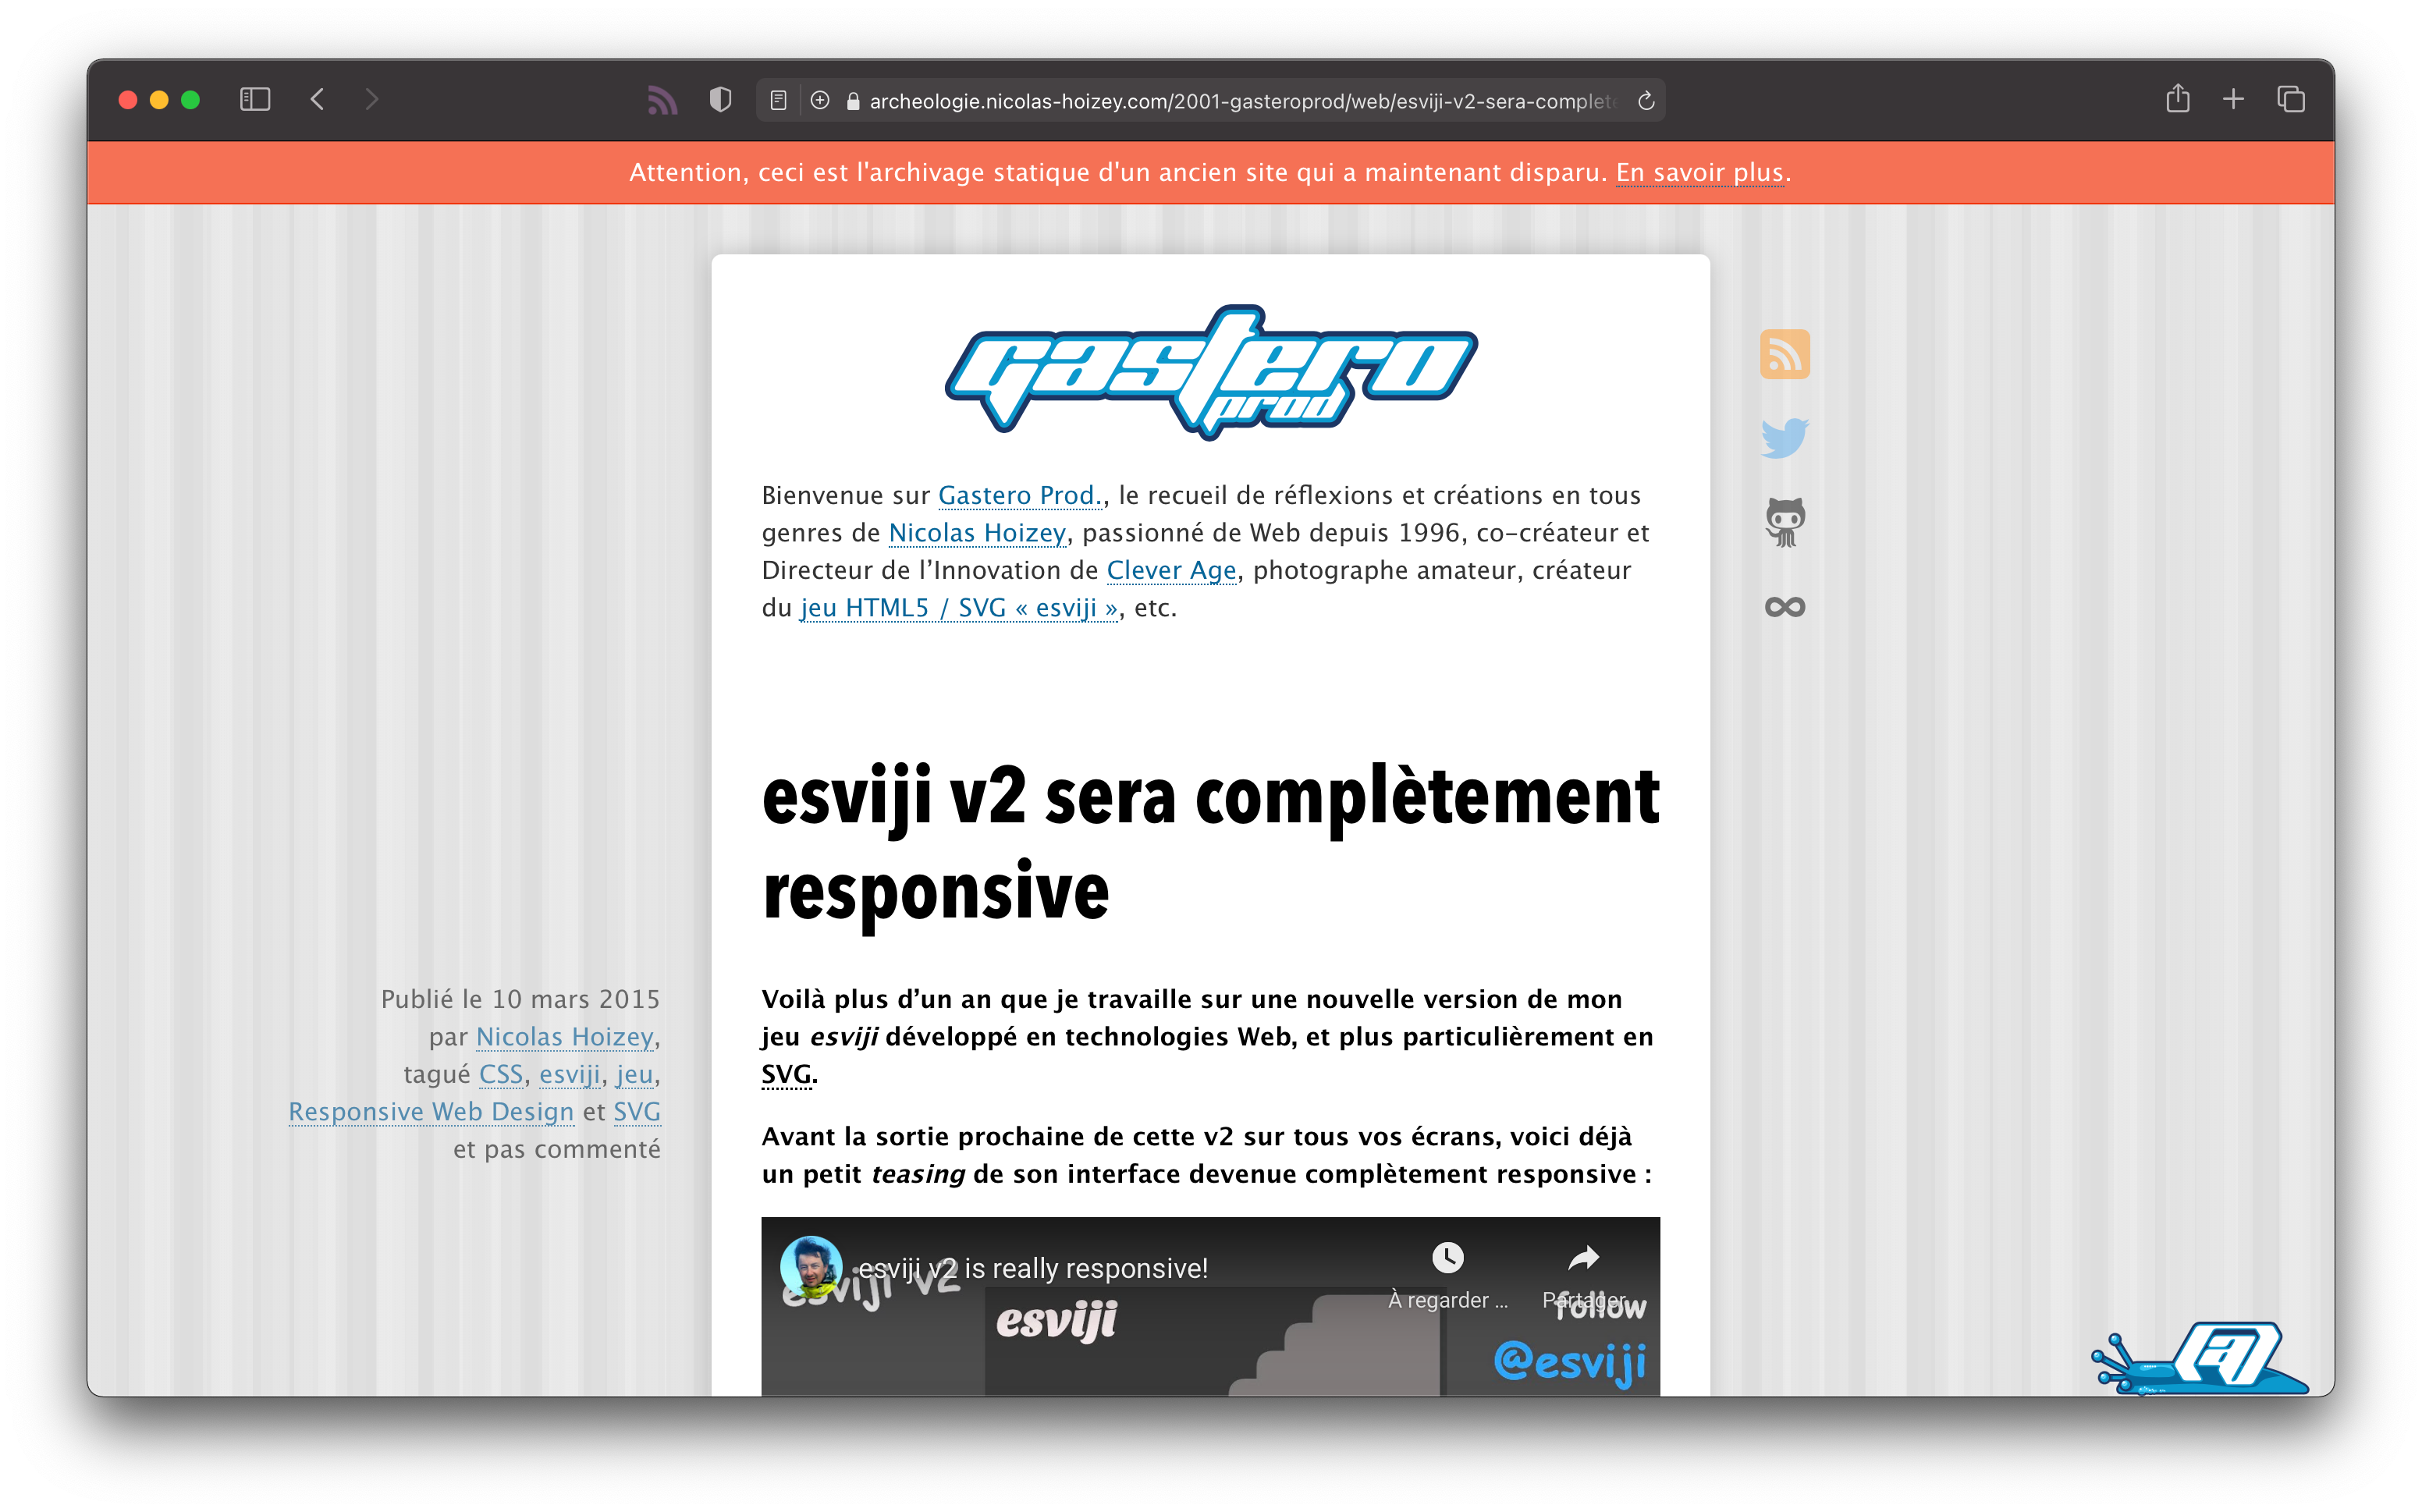 archeologie.nicolas-hoizey.com/2001-gasteroprod/web/esviji-v2-sera-complete
Attention, ceci est l'archivage statique d'un ancien site qui a maintenant disparu. En savoir plus.
gastero
prod
Bienvenue sur Gastero Prod., le recueil de réflexions et créations en tous
genres de Nicolas Hoizey, passionné de Web depuis 1996, co-créateur et
Directeur de l’Innovation de Clever Age, photographe amateur, créateur
du jeu HTML5 / SVG « esviji », etc.
esviji v2 sera complètement
responsive
Publié le 10 mars 2015
par Nicolas Hoizey,
tagué CSS, esviji, jeu,
Responsive Web Design et SVG
et pas commenté
Voilà plus d’un an que je travaille sur une nouvelle version de mon
jeu esviji développé en technologies Web, et plus particulièrement en
SVG.
Avant la sortie prochaine de cette v2 sur tous vos écrans, voici déjà
un petit teasing de son interface devenue complètement responsive :
esviji v2 is really responsive!
esviji v2
À regarder ...
Partager
esviji
follow
@esviji
a